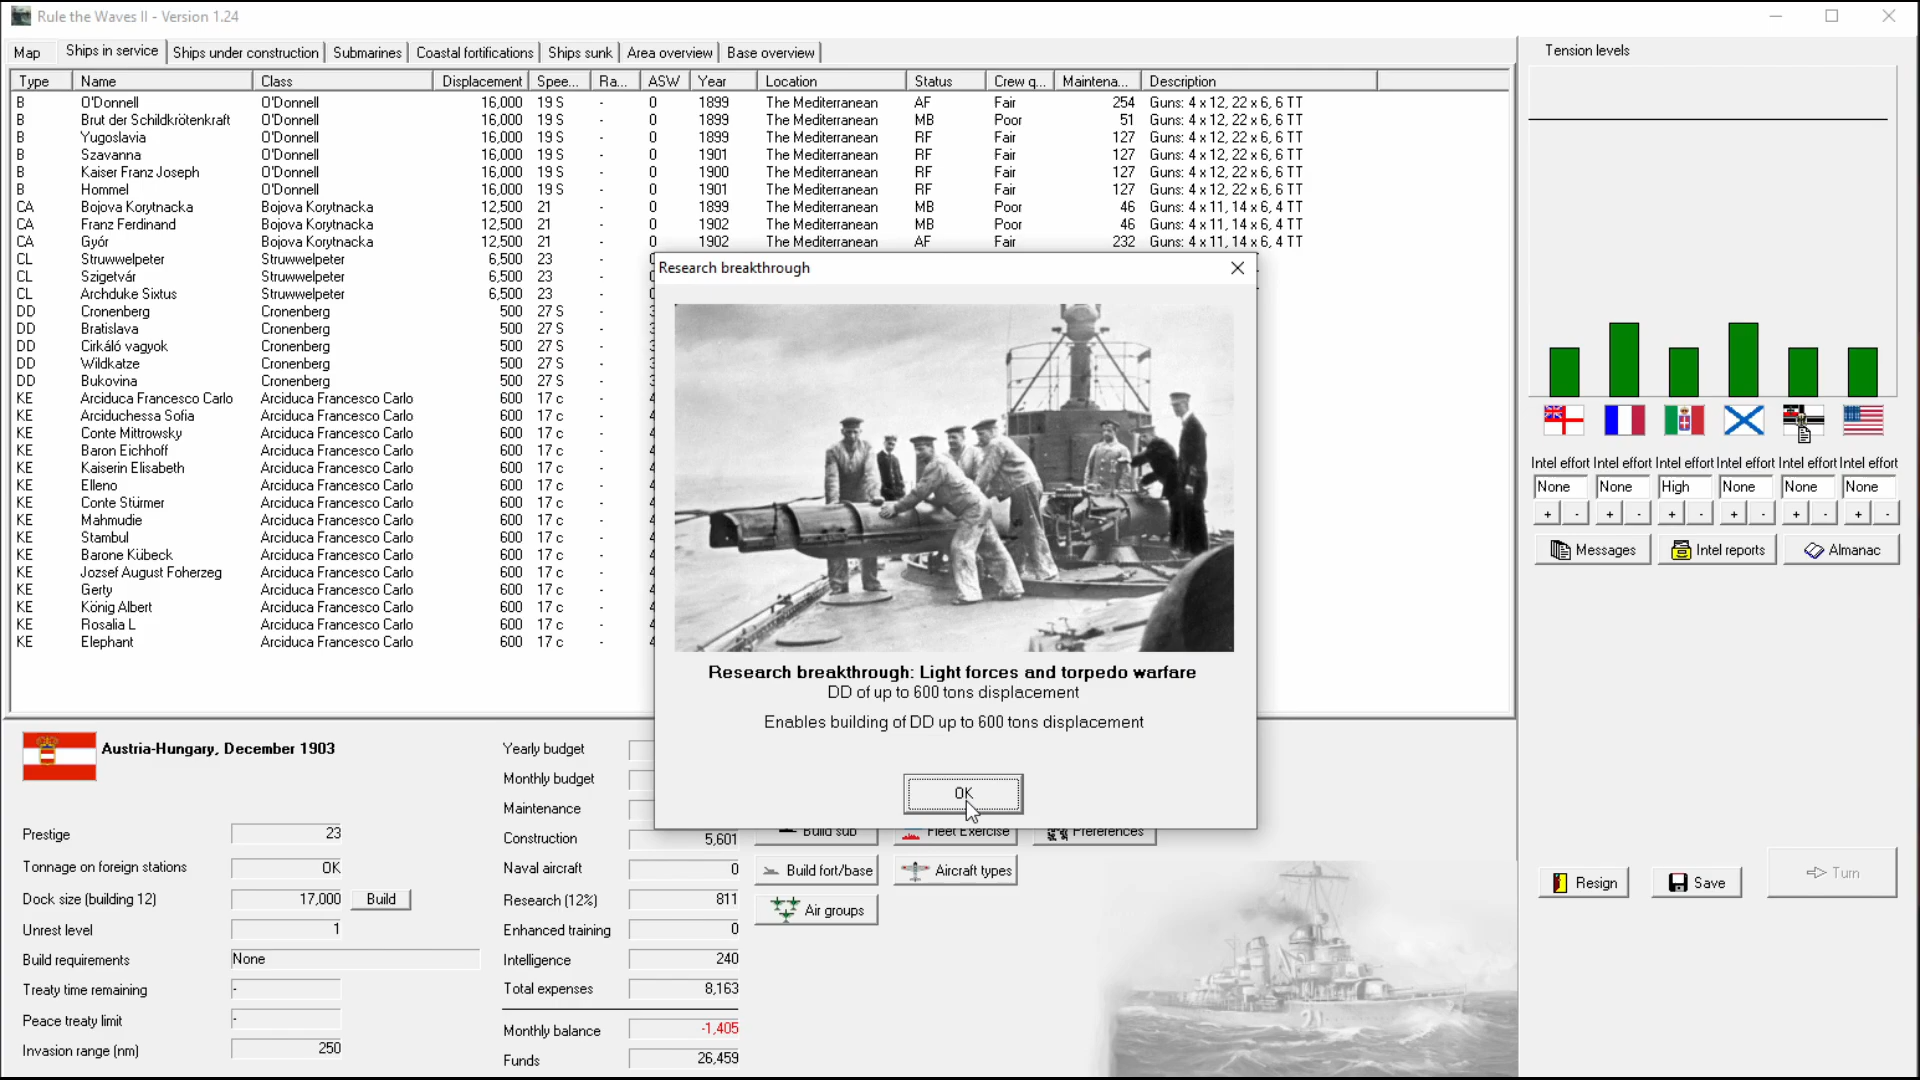 Rule the Waves II - Version 1.24
Map Ships in service Ships under construction Submarines Coastal fortifications Ships sunk Area overview Base overview
Type Name Class Displacement Spee... Ra... ASW Year Location Status Crew q... Maintena... Description
B O'Donnell O'Donnell 16,000 19 S - 0 1899 The Mediterranean AF Fair 254 Guns: 4 x 12, 22 x 6, 6 TT
B Brut der Schildkrötenkraft O'Donnell 16,000 19 S - 0 1899 The Mediterranean MB Poor 51 Guns: 4 x 12, 22 x 6, 6 TT
B Yugoslavia O'Donnell 16,000 19 S - 0 1899 The Mediterranean RF Fair 127 Guns: 4 x 12, 22 x 6, 6 TT
B Szavanna O'Donnell 16,000 19 S - 0 1901 The Mediterranean RF Fair 127 Guns: 4 x 12, 22 x 6, 6 TT
B Kaiser Franz Joseph O'Donnell 16,000 19 S - 0 1900 The Mediterranean RF Fair 127 Guns: 4 x 12, 22 x 6, 6 TT
B Hommel O'Donnell 16,000 19 S - 0 1901 The Mediterranean RF Fair 127 Guns: 4 x 12, 22 x 6, 6 TT
CA Bojova Korytnacka Bojova Korytnacka 12,500 21 - 0 1899 The Mediterranean MB Poor 46 Guns: 4 x 11, 14 x 6, 4 TT
CA Franz Ferdinand Bojova Korytnacka 12,500 21 - 0 1902 The Mediterranean MB Poor 46 Guns: 4 x 11, 14 x 6, 4 TT
CA Győr Bojova Korytnacka 12,500 21 - 0 1902 The Mediterranean AF Fair 232 Guns: 4 x 11, 14 x 6, 4 TT
CL Struwwelpeter Struwwelpeter 6,500 23 -
CL Szigetvár Struwwelpeter 6,500 23 -
CL Archduke Sixtus Struwwelpeter 6,500 23 -
DD Cronenberg Cronenberg 500 27 S -
DD Bratislava Cronenberg 500 27 S -
DD Cirkáló vagyok Cronenberg 500 27 S -
DD Wildkatze Cronenberg 500 27 S -
DD Bukovina Cronenberg 500 27 S -
KE Arciduca Francesco Carlo Arciduca Francesco Carlo 600 17 c -
KE Arciduchessa Sofia Arciduca Francesco Carlo 600 17 c -
KE Conte Mittrowsky Arciduca Francesco Carlo 600 17 c -
KE Baron Eichhoff Arciduca Francesco Carlo 600 17 c -
KE Kaiserin Elisabeth Arciduca Francesco Carlo 600 17 c -
KE Elleno Arciduca Francesco Carlo 600 17 c -
KE Conte Stürmer Arciduca Francesco Carlo 600 17 c -
KE Mahmudie Arciduca Francesco Carlo 600 17 c -
KE Stambul Arciduca Francesco Carlo 600 17 c -
KE Barone Kübeck Arciduca Francesco Carlo 600 17 c -
KE Jozsef August Foherzeg Arciduca Francesco Carlo 600 17 c -
KE Gerty Arciduca Francesco Carlo 600 17 c -
KE König Albert Arciduca Francesco Carlo 600 17 c -
KE Rosalia L Arciduca Francesco Carlo 600 17 c -
KE Elephant Arciduca Francesco Carlo 600 17 c -
Research breakthrough
Research breakthrough: Light forces and torpedo warfare
DD of up to 600 tons displacement
Enables building of DD up to 600 tons displacement
OK
Tension levels
Intel effort Intel effort Intel effort Intel effort Intel effort Intel effort
None None High None None None
+ - + - + - + - + - + -
Messages Intel reports Almanac
Austria-Hungary, December 1903
Prestige 23
Tonnage on foreign stations OK
Dock size (building 12) 17,000 Build
Unrest level 1
Build requirements None
Treaty time remaining -
Peace treaty limit -
Invasion range (nm) 250
Yearly budget
Monthly budget
Maintenance
Construction 5,601
Naval aircraft 0
Research (12%) 811
Enhanced training 0
Intelligence 240
Total expenses 8,163
Monthly balance -1,405
Funds 26,459
Build sub Fleet Exercise Preferences
Build fort/base Aircraft types
Air groups
Resign Save Turn